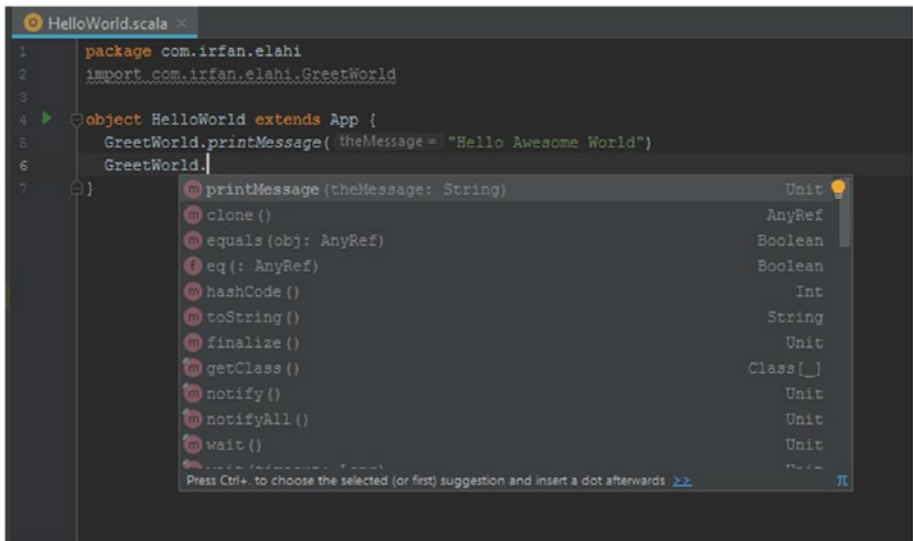 HelloWorld.scala
1 package com.irfan.elahi
2 import com.irfan.elahi.GreetWorld
3
4 object HelloWorld extends App {
5 GreetWorld.printMessage( theMessage = "Hello Awesome World")
6 GreetWorld.
7 }
printMessage(theMessage: String) Unit
clone() AnyRef
equals(obj: AnyRef) Boolean
eq(: AnyRef) Boolean
hashCode() Int
toString() String
finalize() Unit
getClass() Class[_]
notify() Unit
notifyAll() Unit
wait() Unit
Press Ctrl+. to choose the selected (or first) suggestion and insert a dot afterwards >> π